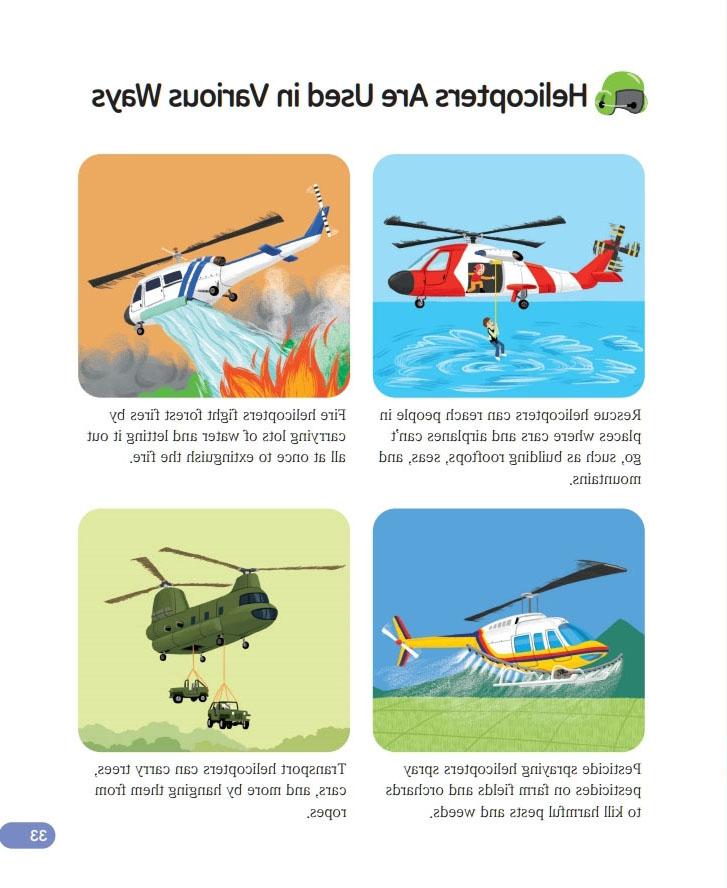 Helicopters Are Used in Various Ways
Rescue helicopters can reach people in
places where cars and airplanes can't
go, such as building rooftops, seas, and
mountains.
Fire helicopters fight forest fires by
carrying lots of water and letting it out
all at once to extinguish the fire.
Pesticide spraying helicopters spray
pesticides on farm fields and orchards
to kill harmful pests and weeds.
Transport helicopters can carry trees,
cars, and more by hanging them from
ropes.
33